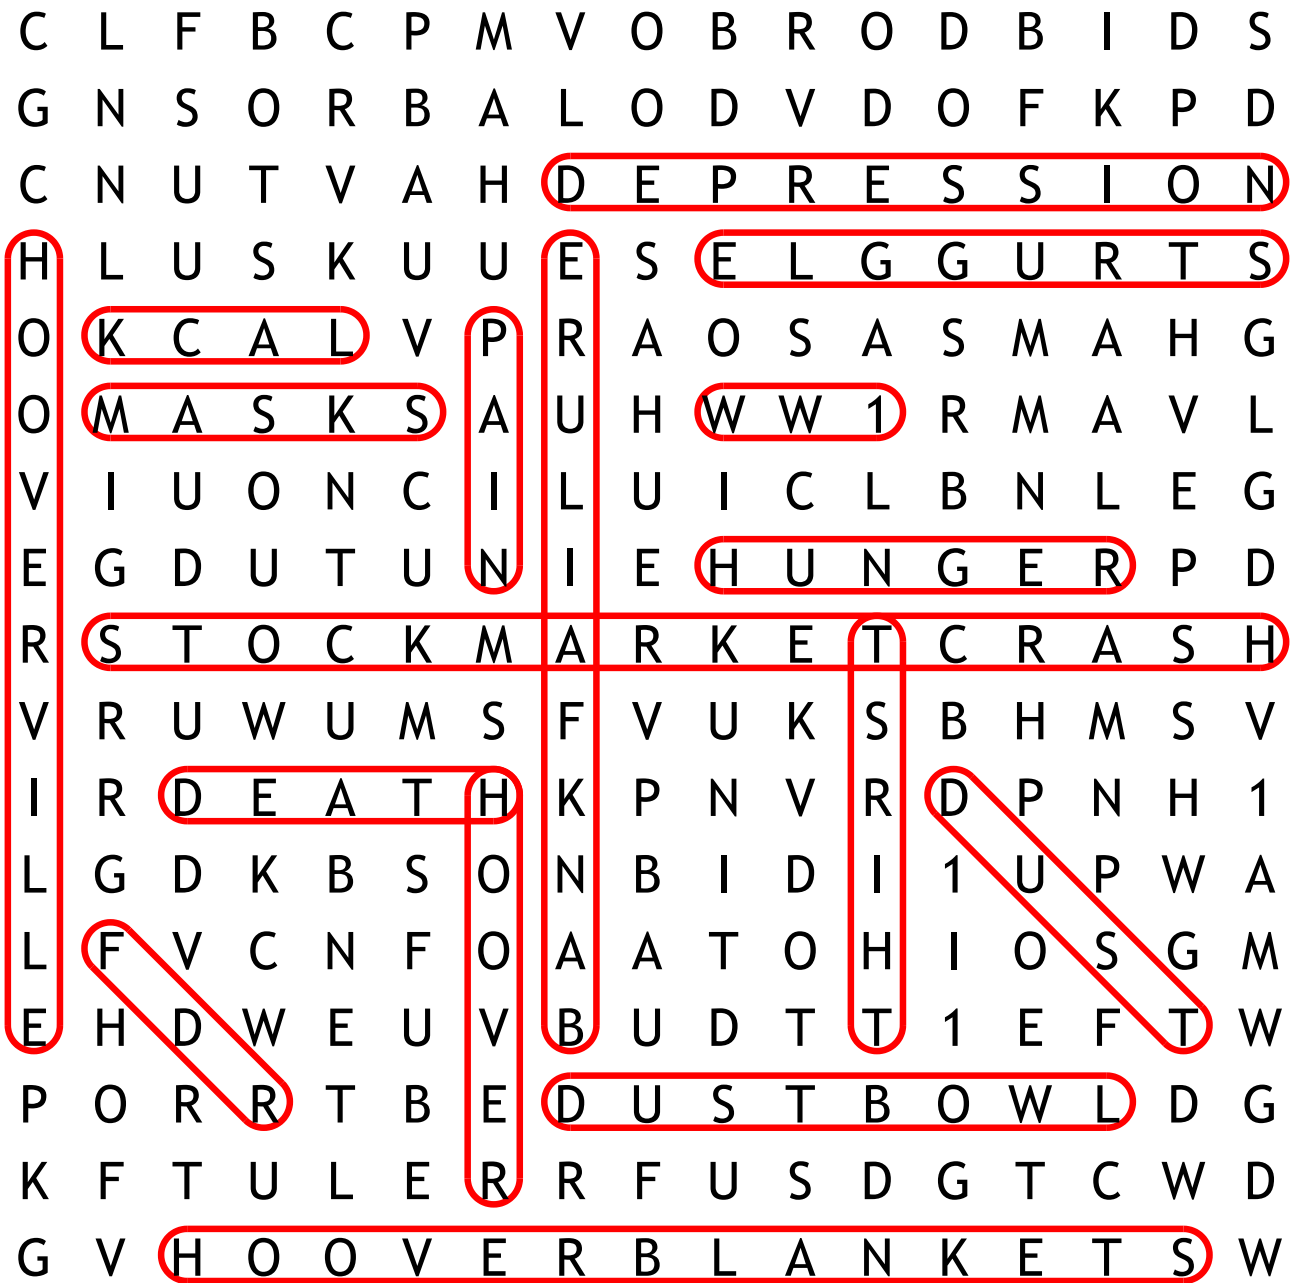 C L F B C P M V O B R O D B I D S
G N S O R B A L O D V D O F K P D
C N U T V A H D E P R E S S I O N
H L U S K U U E S E L G G U R T S
O K C A L V P R A O S A S M A H G
O M A S K S A U H W W 1 R M A V L
V I U O N C I L U I C L B N L E G
E G D U T U N I E H U N G E R P D
R S T O C K M A R K E T C R A S H
V R U W U M S F V U K S B H M S V
I R D E A T H K P N V R D P N H 1
L G D K B S O N B I D I 1 U P W A
L F V C N F O A A T O H I O S G M
E H D W E U V B U D T T 1 E F T W
P O R R T B E D U S T B O W L D G
K F T U L E R R F U S D G T C W D
G V H O O V E R B L A N K E T S W